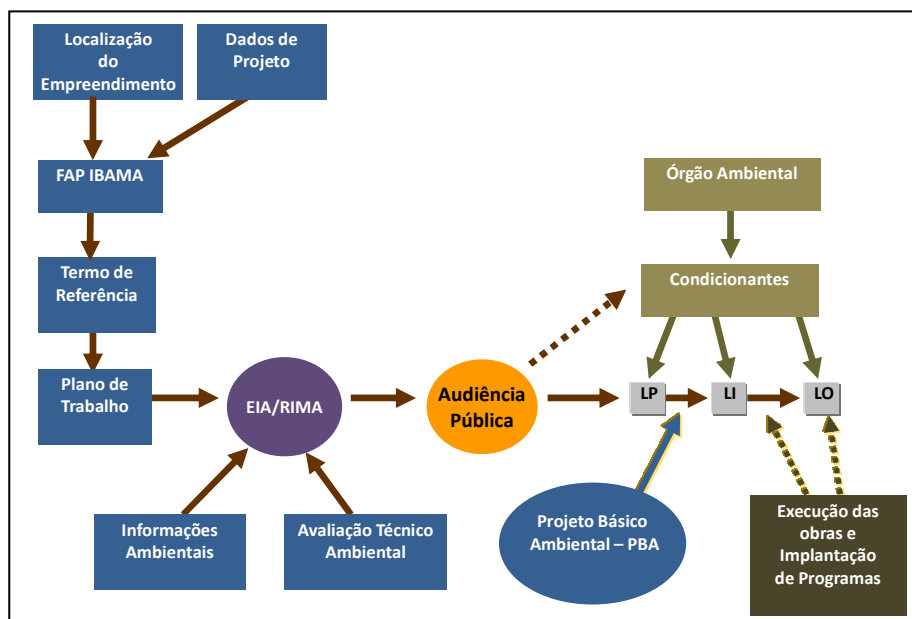 Localização
do
Empreendimento
Dados de
Projeto
FAP IBAMA
Órgão Ambiental
Termo de
Referência
Condicionantes
Plano de
Trabalho
EIA/RIMA
Audiência
Pública
LP
LI
LO
Informações
Ambientais
Avaliação Técnico
Ambiental
Projeto Básico
Ambiental – PBA
Execução das
obras e
Implantação
de Programas